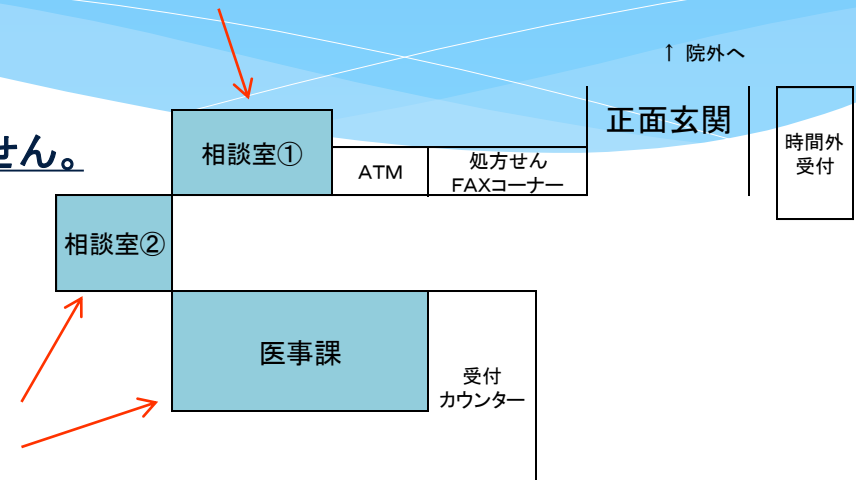 ↑ 院外へ
正面玄関
時間外
受付
相談室①
せん。
ATM
処方せん
FAXコーナー
相談室②
医事課
受付
カウンター